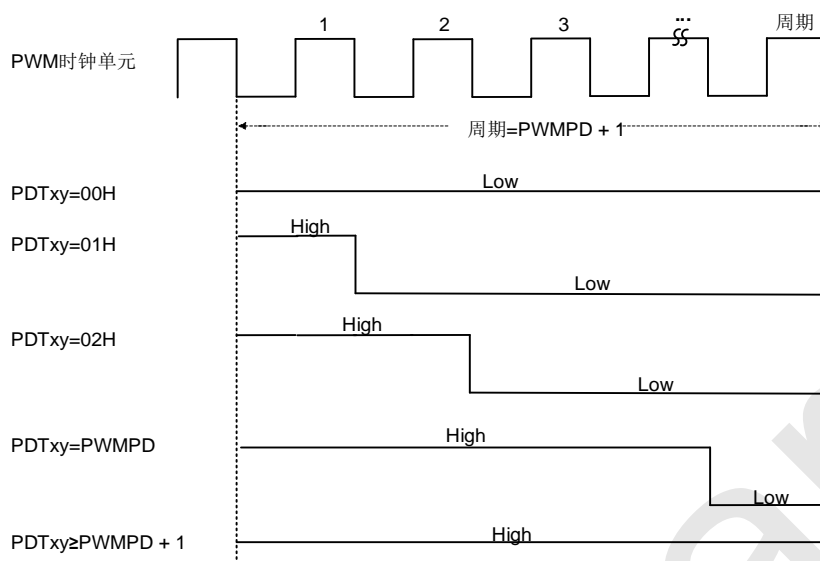 1 2 3 ... 周期
PWM时钟单元
周期=PWMPD + 1
PDTxy=00H Low
High
PDTxy=01H
Low
High
PDTxy=02H
Low
PDTxy=PWMPD High
Low
PDTxy≥PWMPD + 1 High